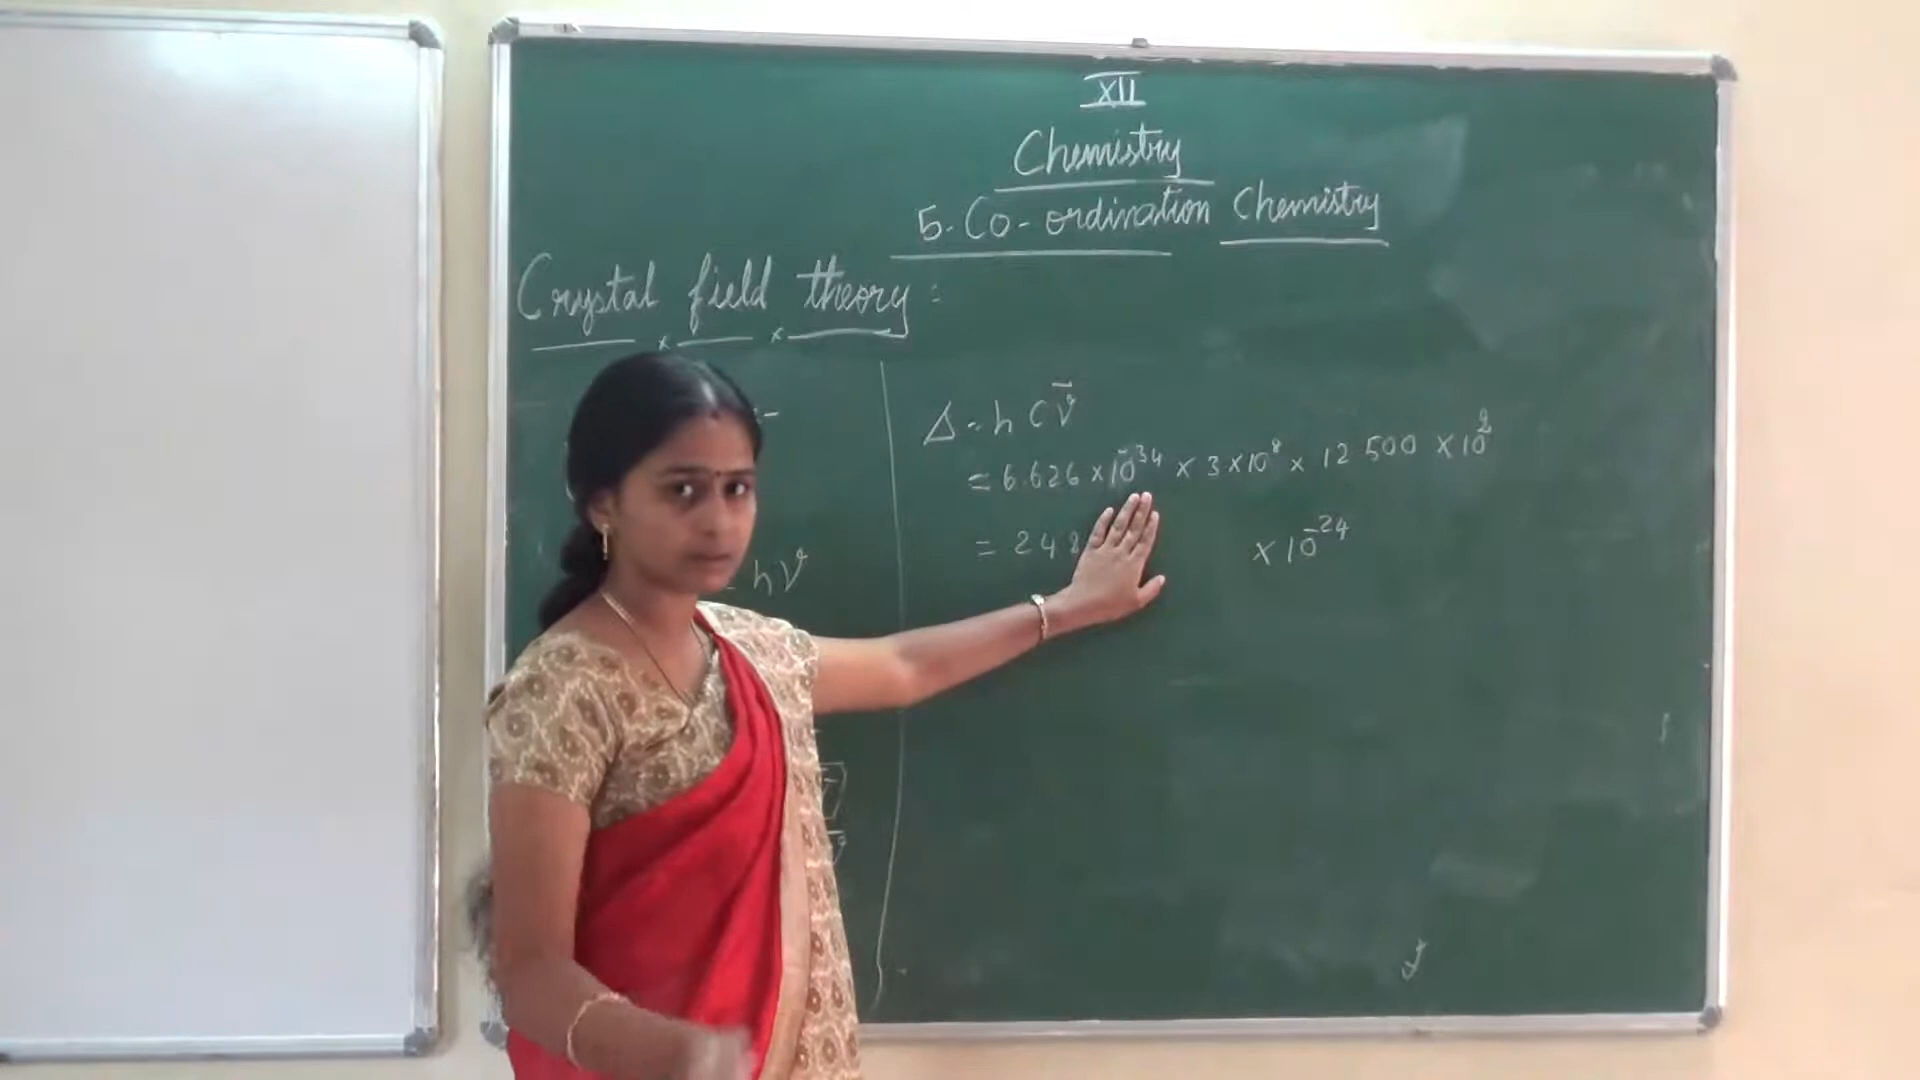 XII
Chemistry
5. Co-ordination Chemistry
Crystal field theory :
:-
hν
Δ = h C ν̄
= 6.626 × 10⁻³⁴ × 3 × 10⁸ × 12 500 × 10²
= 248 × 10⁻²⁴